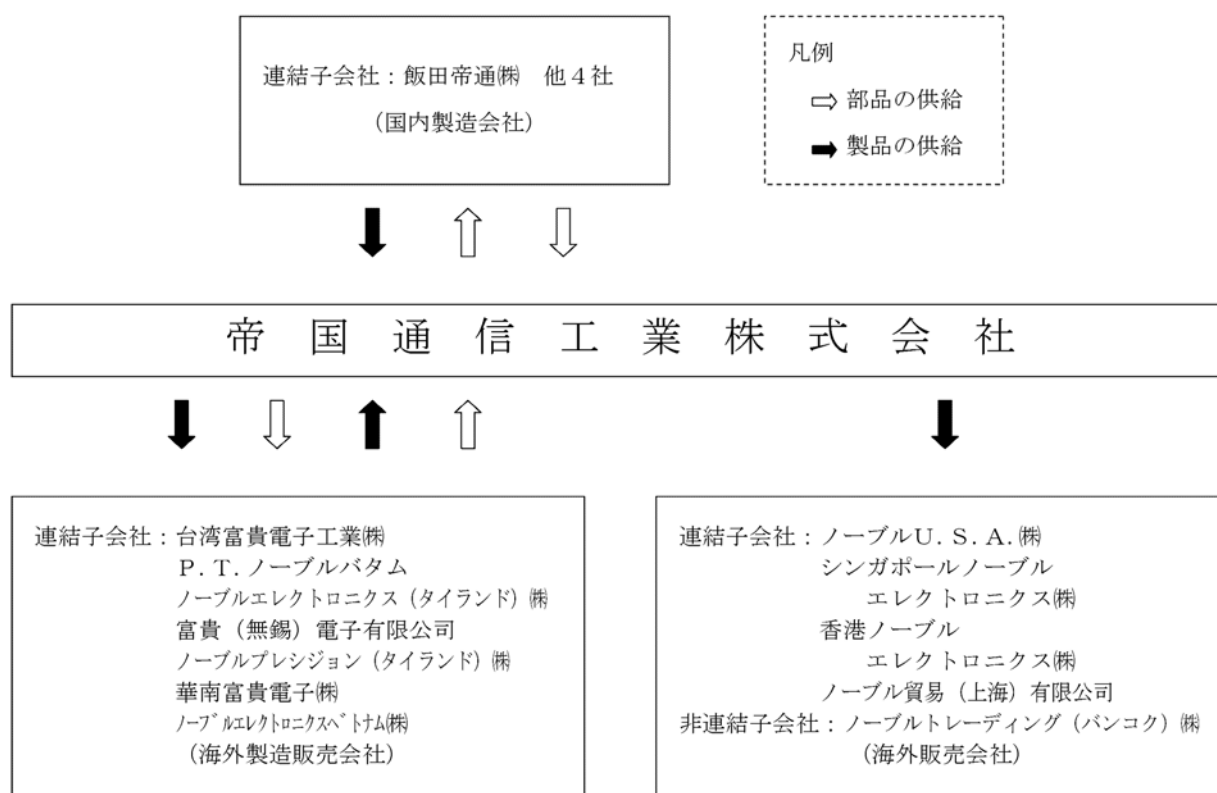 連結子会社：飯田帝通㈱　他４社
（国内製造会社）
凡例
⇨ 部品の供給
➡ 製品の供給
帝国通信工業株式会社
連結子会社：台湾富貴電子工業㈱
Ｐ．Ｔ．ノーブルバタム
ノーブルエレクトロニクス（タイランド）㈱
富貴（無錫）電子有限公司
ノーブルプレシジョン（タイランド）㈱
華南富貴電子㈱
ﾉｰﾌﾞﾙｴﾚｸﾄﾛﾆｸｽﾍﾞﾄﾅﾑ㈱
（海外製造販売会社）
連結子会社：ノーブルＵ．Ｓ．Ａ．㈱
シンガポールノーブル
エレクトロニクス㈱
香港ノーブル
エレクトロニクス㈱
ノーブル貿易（上海）有限公司
非連結子会社：ノーブルトレーディング（バンコク）㈱
（海外販売会社）